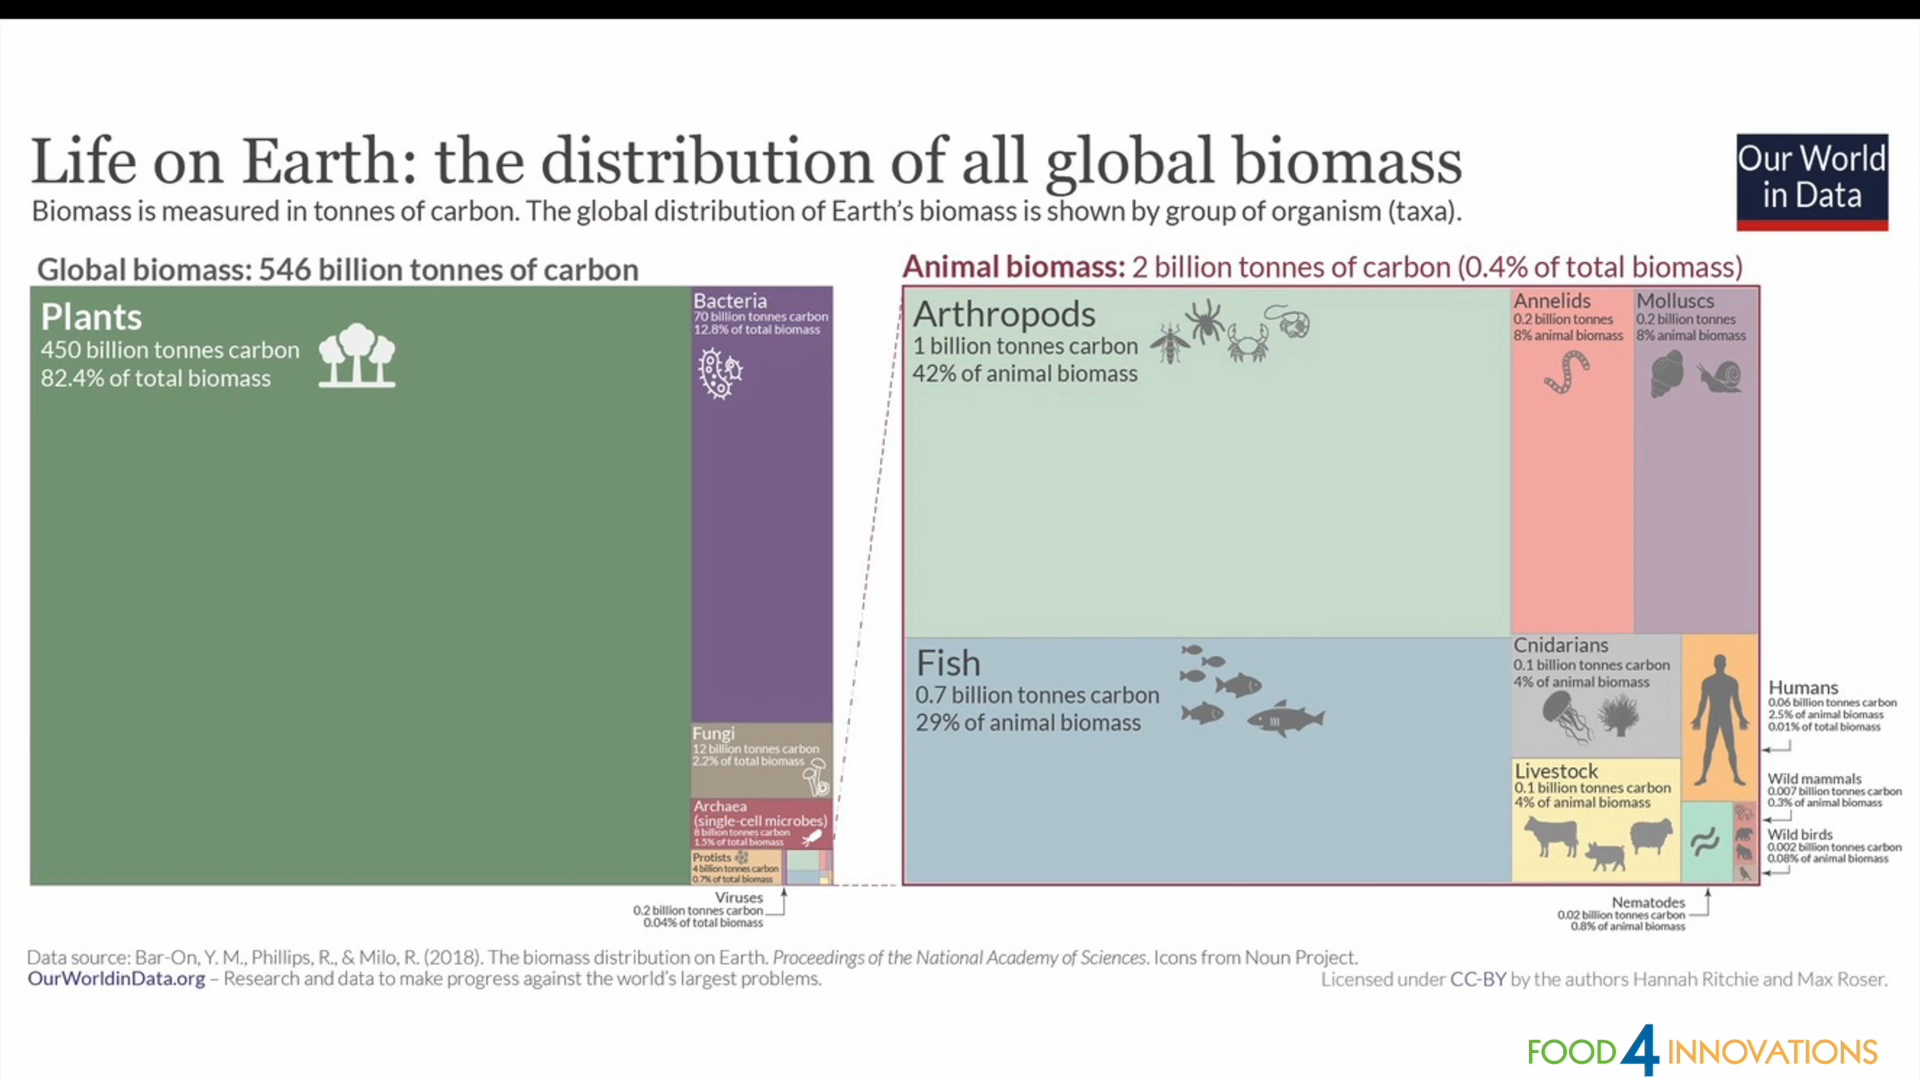 Life on Earth: the distribution of all global biomass
Biomass is measured in tonnes of carbon. The global distribution of Earth's biomass is shown by group of organism (taxa).
Our World
in Data
Global biomass: 546 billion tonnes of carbon
Plants
450 billion tonnes carbon
82.4% of total biomass
Bacteria
70 billion tonnes carbon
12.8% of total biomass
Fungi
12 billion tonnes carbon
2.2% of total biomass
Archaea
(single-cell microbes)
8 billion tonnes carbon
1.5% of total biomass
Protists
4 billion tonnes carbon
0.7% of total biomass
Viruses
0.2 billion tonnes carbon
0.04% of total biomass
Animal biomass: 2 billion tonnes of carbon (0.4% of total biomass)
Arthropods
1 billion tonnes carbon
42% of animal biomass
Annelids
0.2 billion tonnes
8% animal biomass
Molluscs
0.2 billion tonnes
8% animal biomass
Fish
0.7 billion tonnes carbon
29% of animal biomass
Cnidarians
0.1 billion tonnes carbon
4% of animal biomass
Livestock
0.1 billion tonnes carbon
4% of animal biomass
Humans
0.06 billion tonnes carbon
2.5% of animal biomass
0.01% of total biomass
Wild mammals
0.007 billion tonnes carbon
0.3% of animal biomass
Wild birds
0.002 billion tonnes carbon
0.08% of animal biomass
Nematodes
0.02 billion tonnes carbon
0.8% of animal biomass
Data source: Bar-On, Y. M., Phillips, R., & Milo, R. (2018). The biomass distribution on Earth. Proceedings of the National Academy of Sciences. Icons from Noun Project.
OurWorldinData.org – Research and data to make progress against the world's largest problems.
Licensed under CC-BY by the authors Hannah Ritchie and Max Roser.
FOOD 4 INNOVATIONS